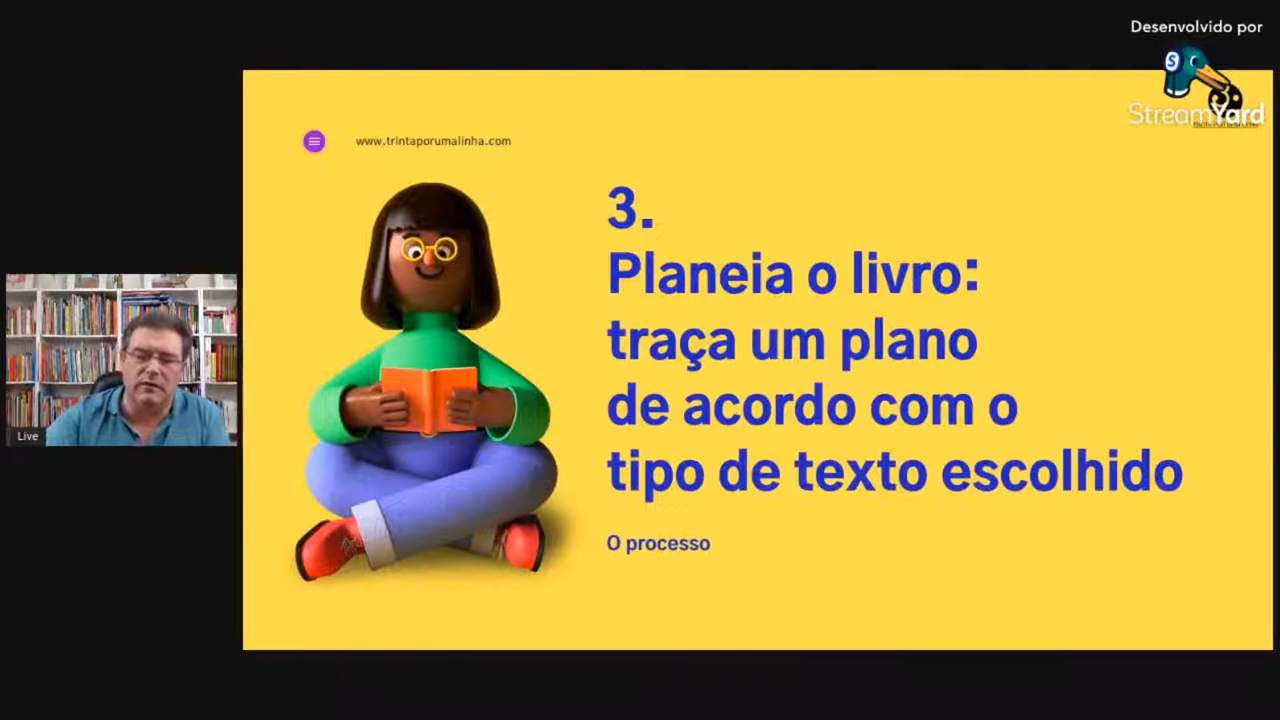 Desenvolvido por
StreamYard
www.trintaporumalinha.com
3.
Planeia o livro:
traça um plano
de acordo com o
tipo de texto escolhido
O processo
Live